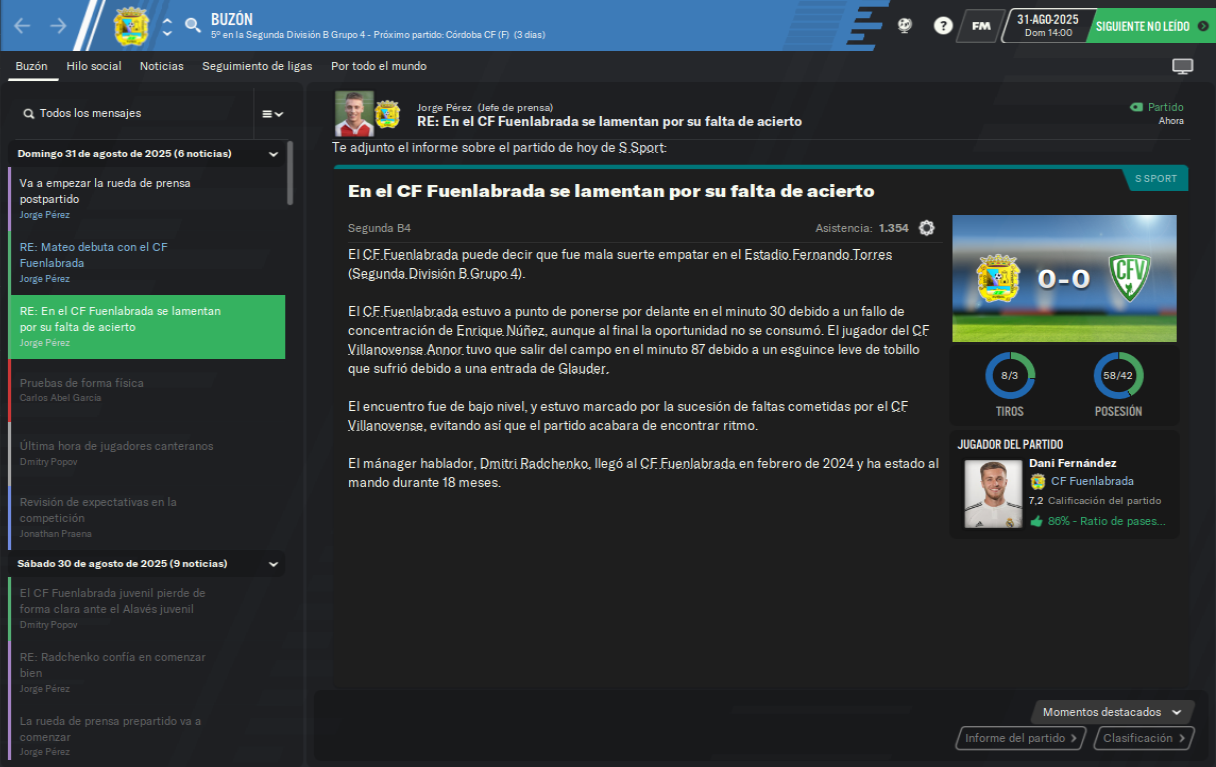 BUZÓN
5º en la Segunda División B Grupo 4 - Próximo partido: Córdoba CF (F) (3 días)
?
FM
31-AGO-2025
Dom 14:00
SIGUIENTE NO LEÍDO
Buzón Hilo social Noticias Seguimiento de ligas Por todo el mundo
Todos los mensajes
Domingo 31 de agosto de 2025 (6 noticias)
Va a empezar la rueda de prensa
postpartido
Jorge Pérez
RE: Mateo debuta con el CF
Fuenlabrada
Jorge Pérez
RE: En el CF Fuenlabrada se lamentan
por su falta de acierto
Jorge Pérez
Pruebas de forma física
Carlos Abel García
Última hora de jugadores canteranos
Dmitry Popov
Revisión de expectativas en la
competición
Jonathan Praena
Sábado 30 de agosto de 2025 (9 noticias)
El CF Fuenlabrada juvenil pierde de
forma clara ante el Alavés juvenil
Dmitry Popov
RE: Radchenko confía en comenzar
bien
Jorge Pérez
La rueda de prensa prepartido va a
comenzar
Jorge Pérez
Jorge Pérez (Jefe de prensa)
RE: En el CF Fuenlabrada se lamentan por su falta de acierto
Partido
Ahora
Te adjunto el informe sobre el partido de hoy de S.Sport:
S SPORT
En el CF Fuenlabrada se lamentan por su falta de acierto
Segunda B4
Asistencia: 1.354
El CF Fuenlabrada puede decir que fue mala suerte empatar en el Estadio Fernando Torres
(Segunda División B Grupo 4).
El CF Fuenlabrada estuvo a punto de ponerse por delante en el minuto 30 debido a un fallo de
concentración de Enrique Núñez, aunque al final la oportunidad no se consumó. El jugador del CF
Villanovense Annor tuvo que salir del campo en el minuto 87 debido a un esguince leve de tobillo
que sufrió debido a una entrada de Glauder.
El encuentro fue de bajo nivel, y estuvo marcado por la sucesión de faltas cometidas por el CF
Villanovense, evitando así que el partido acabara de encontrar ritmo.
El mánager hablador, Dmitri Radchenko, llegó al CF Fuenlabrada en febrero de 2024 y ha estado al
mando durante 18 meses.
0-0
CFV
8/3
58/42
TIROS
POSESIÓN
JUGADOR DEL PARTIDO
Dani Fernández
CF Fuenlabrada
7,2 Calificación del partido
86% - Ratio de pases...
Momentos destacados
Informe del partido
Clasificación